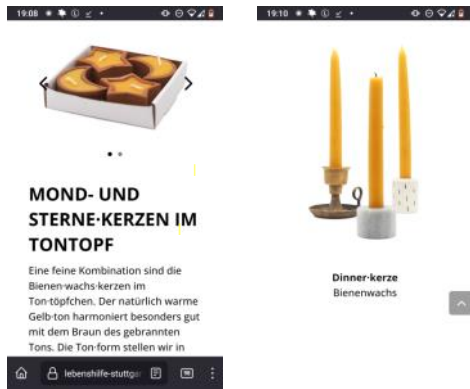 19:08
MOND- UND
STERNE·KERZEN IM
TONTOPF
Eine feine Kombination sind die
Bienen·wachs·kerzen im
Ton·töpfchen. Der natürlich warme
Gelb·ton harmoniert besonders gut
mit dem Braun des gebrannten
Tons. Die Ton·form stellen wir in
lebenshilfe-stuttga
19:10
Dinner·kerze
Bienenwachs